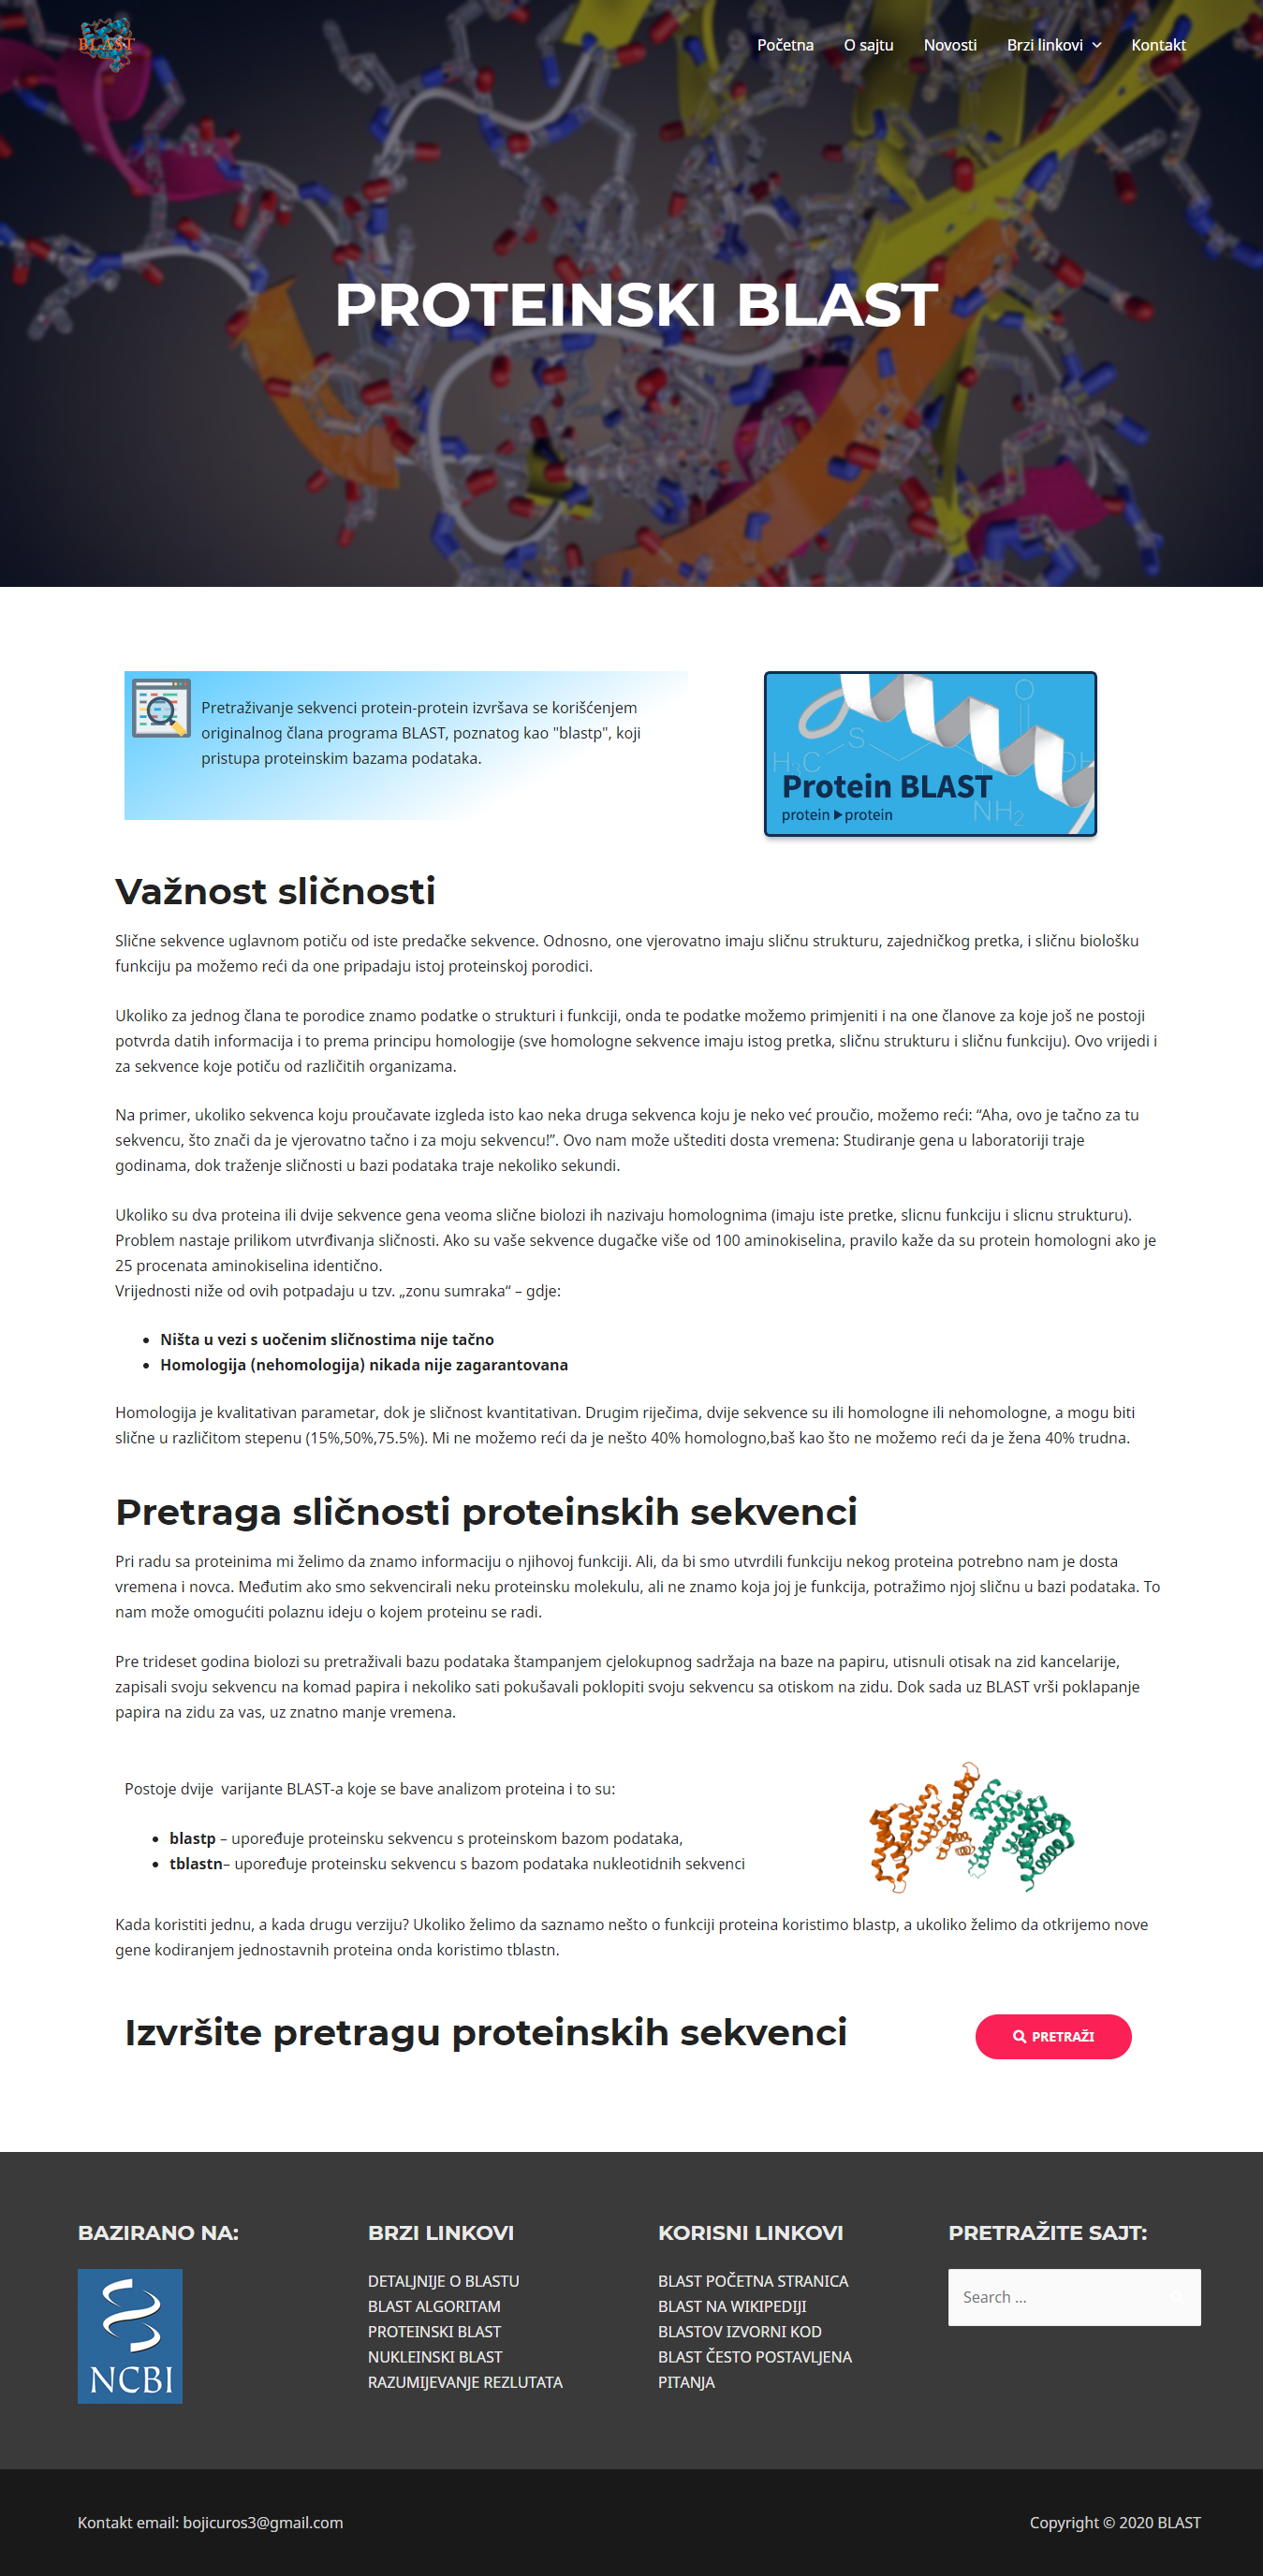 BLAST
Početna
O sajtu
Novosti
Brzi linkovi
Kontakt
PROTEINSKI BLAST
Pretraživanje sekvenci protein-protein izvršava se korišćenjem
originalnog člana programa BLAST, poznatog kao "blastp", koji
pristupa proteinskim bazama podataka.
H₃C
S
O
OH
NH₂
Protein BLAST
protein ▶ protein
Važnost sličnosti
Slične sekvence uglavnom potiču od iste predačke sekvence. Odnosno, one vjerovatno imaju sličnu strukturu, zajedničkog pretka, i sličnu biološku
funkciju pa možemo reći da one pripadaju istoj proteinskoj porodici.
Ukoliko za jednog člana te porodice znamo podatke o strukturi i funkciji, onda te podatke možemo primjeniti i na one članove za koje još ne postoji
potvrda datih informacija i to prema principu homologije (sve homologne sekvence imaju istog pretka, sličnu strukturu i sličnu funkciju). Ovo vrijedi i
za sekvence koje potiču od različitih organizama.
Na primer, ukoliko sekvenca koju proučavate izgleda isto kao neka druga sekvenca koju je neko već proučio, možemo reći: “Aha, ovo je tačno za tu
sekvencu, što znači da je vjerovatno tačno i za moju sekvencu!”. Ovo nam može uštediti dosta vremena: Studiranje gena u laboratoriji traje
godinama, dok traženje sličnosti u bazi podataka traje nekoliko sekundi.
Ukoliko su dva proteina ili dvije sekvence gena veoma slične biolozi ih nazivaju homolognima (imaju iste pretke, slicnu funkciju i slicnu strukturu).
Problem nastaje prilikom utvrđivanja sličnosti. Ako su vaše sekvence dugačke više od 100 aminokiselina, pravilo kaže da su protein homologni ako je
25 procenata aminokiselina identično.
Vrijednosti niže od ovih potpadaju u tzv. „zonu sumraka“ – gdje:
• Ništa u vezi s uočenim sličnostima nije tačno
• Homologija (nehomologija) nikada nije zagarantovana
Homologija je kvalitativan parametar, dok je sličnost kvantitativan. Drugim riječima, dvije sekvence su ili homologne ili nehomologne, a mogu biti
slične u različitom stepenu (15%,50%,75.5%). Mi ne možemo reći da je nešto 40% homologno,baš kao što ne možemo reći da je žena 40% trudna.
Pretraga sličnosti proteinskih sekvenci
Pri radu sa proteinima mi želimo da znamo informaciju o njihovoj funkciji. Ali, da bi smo utvrdili funkciju nekog proteina potrebno nam je dosta
vremena i novca. Međutim ako smo sekvencirali neku proteinsku molekulu, ali ne znamo koja joj je funkcija, potražimo njoj sličnu u bazi podataka. To
nam može omogućiti polaznu ideju o kojem proteinu se radi.
Pre trideset godina biolozi su pretraživali bazu podataka štampanjem cjelokupnog sadržaja na baze na papiru, utisnuli otisak na zid kancelarije,
zapisali svoju sekvencu na komad papira i nekoliko sati pokušavali poklopiti svoju sekvencu sa otiskom na zidu. Dok sada uz BLAST vrši poklapanje
papira na zidu za vas, uz znatno manje vremena.
Postoje dvije  varijante BLAST-a koje se bave analizom proteina i to su:
• blastp – upoređuje proteinsku sekvencu s proteinskom bazom podataka,
• tblastn– upoređuje proteinsku sekvencu s bazom podataka nukleotidnih sekvenci
Kada koristiti jednu, a kada drugu verziju? Ukoliko želimo da saznamo nešto o funkciji proteina koristimo blastp, a ukoliko želimo da otkrijemo nove
gene kodiranjem jednostavnih proteina onda koristimo tblastn.
Izvršite pretragu proteinskih sekvenci
PRETRAŽI
BAZIRANO NA:
NCBI
BRZI LINKOVI
DETALJNIJE O BLASTU
BLAST ALGORITAM
PROTEINSKI BLAST
NUKLEINSKI BLAST
RAZUMIJEVANJE REZLUTATA
KORISNI LINKOVI
BLAST POČETNA STRANICA
BLAST NA WIKIPEDIJI
BLASTOV IZVORNI KOD
BLAST ČESTO POSTAVLJENA
PITANJA
PRETRAŽITE SAJT:
Search ...
Kontakt email: bojicuros3@gmail.com
Copyright © 2020 BLAST